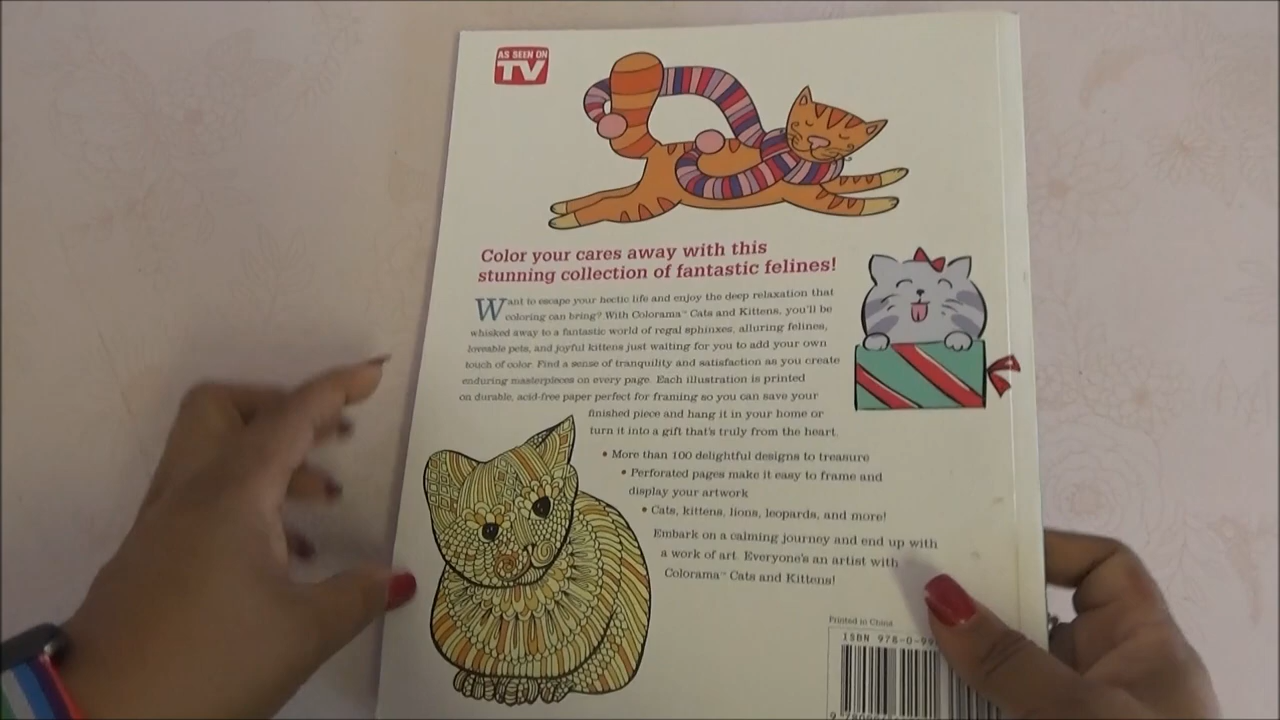 AS SEEN ON
TV
Color your cares away with this
stunning collection of fantastic felines!
Want to escape your hectic life and enjoy the deep relaxation that
coloring can bring? With Colorama™ Cats and Kittens, you'll be
whisked away to a fantastic world of regal sphinxes, alluring felines,
loveable pets, and joyful kittens just waiting for you to add your own
touch of color. Find a sense of tranquility and satisfaction as you create
enduring masterpieces on every page. Each illustration is printed
on durable, acid-free paper perfect for framing so you can save your
finished piece and hang it in your home or
turn it into a gift that's truly from the heart.
• More than 100 delightful designs to treasure
• Perforated pages make it easy to frame and
display your artwork
• Cats, kittens, lions, leopards, and more!
Embark on a calming journey and end up with
a work of art. Everyone's an artist with
Colorama™ Cats and Kittens!
Printed in China
ISBN 978-0-99